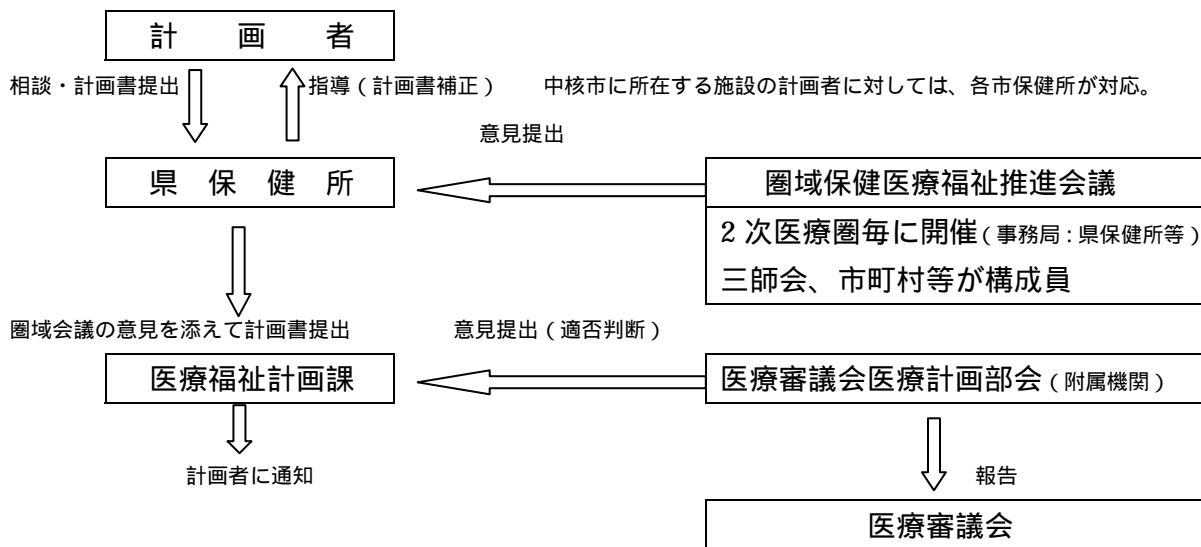 計画者
相談・計画書提出
指導（計画書補正）
中核市に所在する施設の計画者に対しては、各市保健所が対応。
意見提出
県保健所
圏域保健医療福祉推進会議
2次医療圏毎に開催（事務局：県保健所等）
三師会、市町村等が構成員
圏域会議の意見を添えて計画書提出
意見提出（適否判断）
医療福祉計画課
医療審議会医療計画部会（附属機関）
計画者に通知
報告
医療審議会